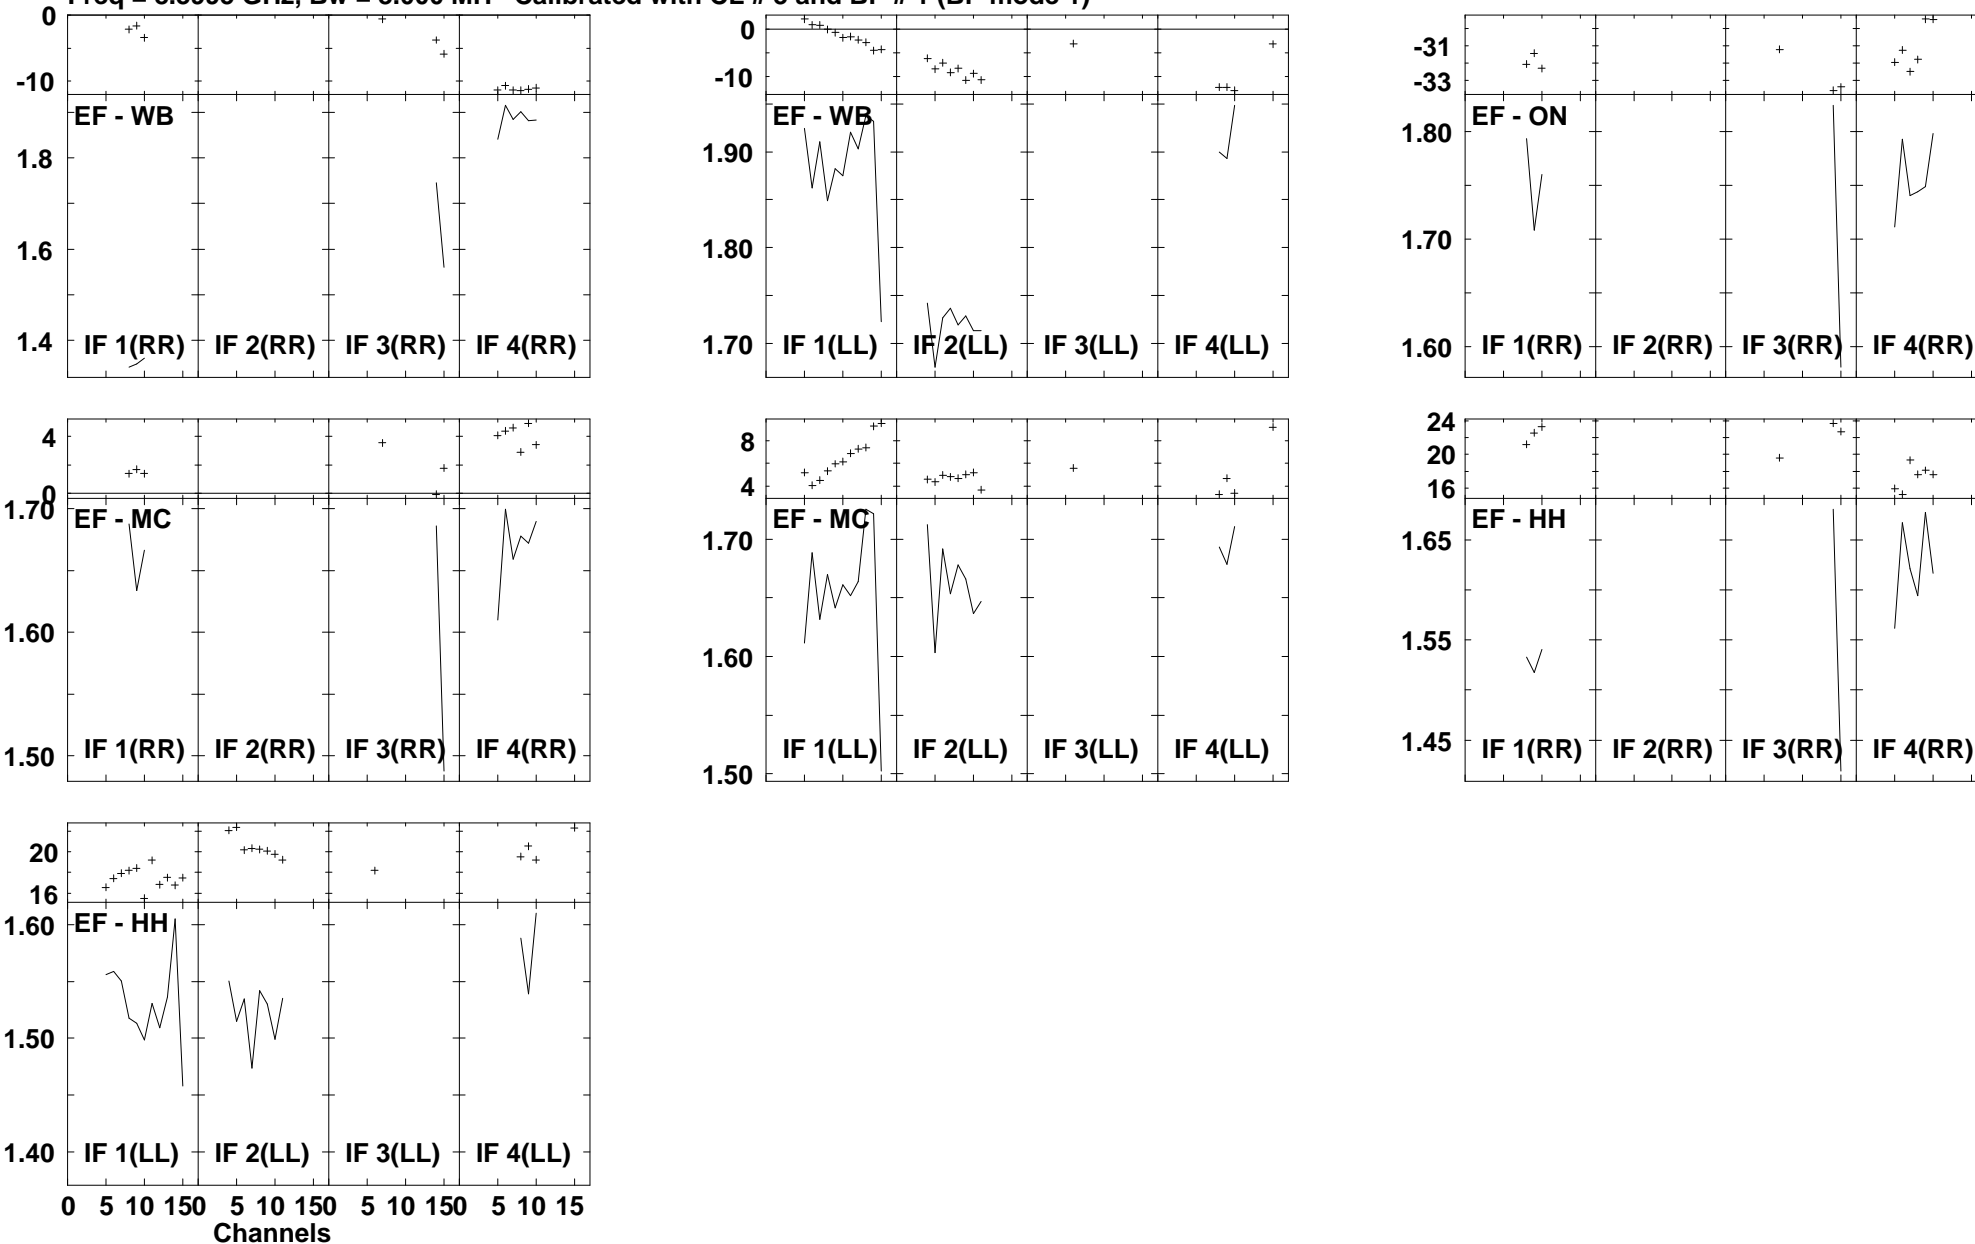 0
-10
EF - WB
1.8
1.6
1.4
IF 1(RR) IF 2(RR) IF 3(RR) IF 4(RR)
0
-10
EF - WB
1.90
1.80
1.70
IF 1(LL) IF 2(LL) IF 3(LL) IF 4(LL)
-31
-33
EF - ON
1.80
1.70
1.60
IF 1(RR) IF 2(RR) IF 3(RR) IF 4(RR)
4
0
1.70
EF - MC
1.60
1.50
IF 1(RR) IF 2(RR) IF 3(RR) IF 4(RR)
8
4
EF - MC
1.70
1.60
1.50
IF 1(LL) IF 2(LL) IF 3(LL) IF 4(LL)
24
20
16
EF - HH
1.65
1.55
1.45
IF 1(RR) IF 2(RR) IF 3(RR) IF 4(RR)
20
16
EF - HH
1.60
1.50
1.40
IF 1(LL) IF 2(LL) IF 3(LL) IF 4(LL)
0 5 10 150 5 10 150 5 10 150 5 10 15
Channels